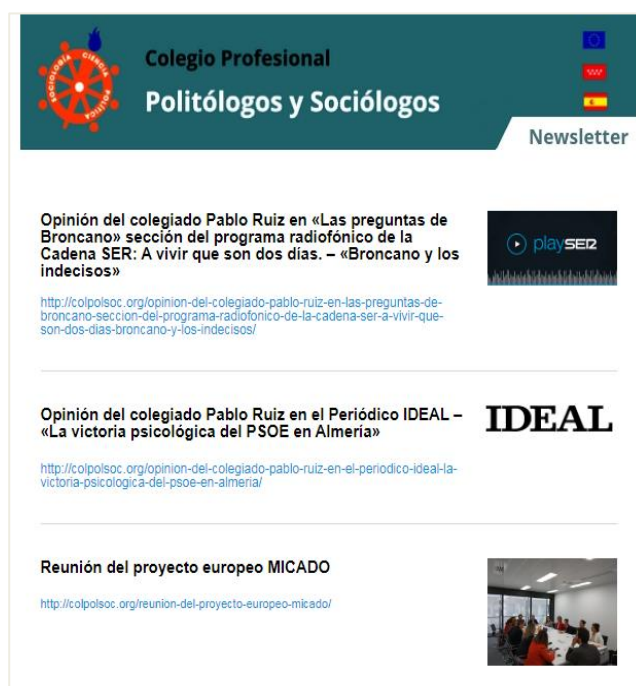 SOCIOLOGÍA CIENCIA POLÍTICA
Colegio Profesional
Politólogos y Sociólogos
Newsletter
Opinión del colegiado Pablo Ruiz en «Las preguntas de
Broncano» sección del programa radiofónico de la
Cadena SER: A vivir que son dos días. – «Broncano y los
indecisos»
playSER
http://colpolsoc.org/opinion-del-colegiado-pablo-ruiz-en-las-preguntas-de-
broncano-seccion-del-programa-radiofonico-de-la-cadena-ser-a-vivir-que-
son-dos-dias-broncano-y-los-indecisos/
Opinión del colegiado Pablo Ruiz en el Periódico IDEAL –
«La victoria psicológica del PSOE en Almería»
IDEAL
http://colpolsoc.org/opinion-del-colegiado-pablo-ruiz-en-el-periodico-ideal-la-
victoria-psicologica-del-psoe-en-almeria/
Reunión del proyecto europeo MICADO
http://colpolsoc.org/reunion-del-proyecto-europeo-micado/